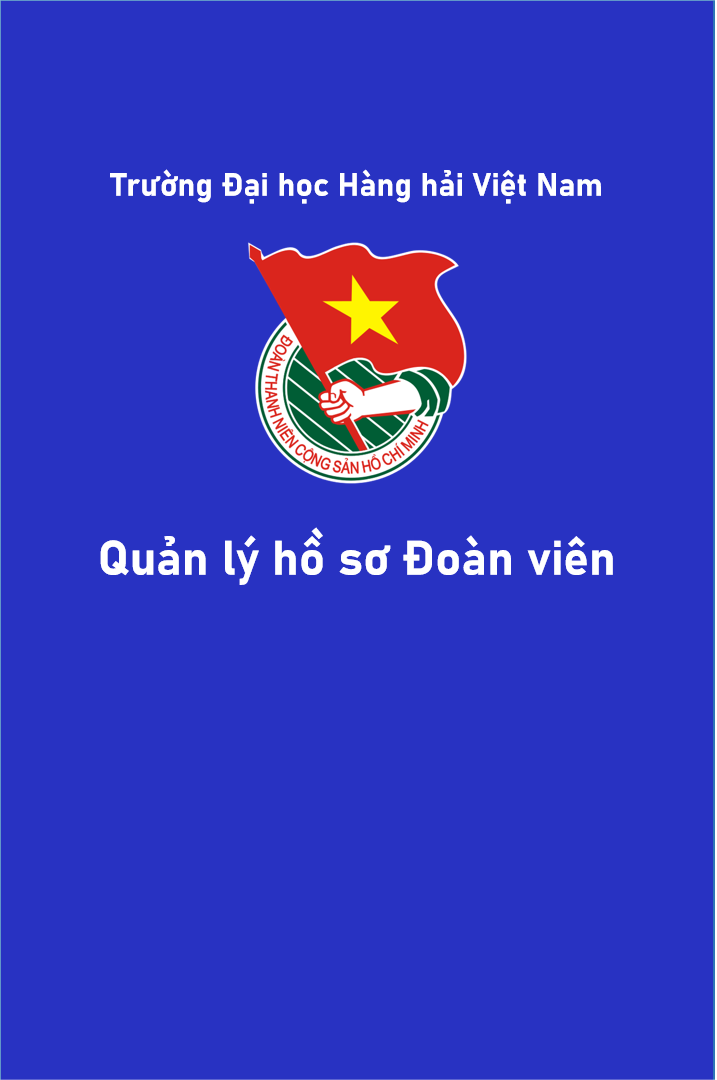 Trường Đại học Hàng hải Việt Nam
ĐOÀN THANH NIÊN CỘNG SẢN HỒ CHÍ MINH
Quản lý hồ sơ Đoàn viên